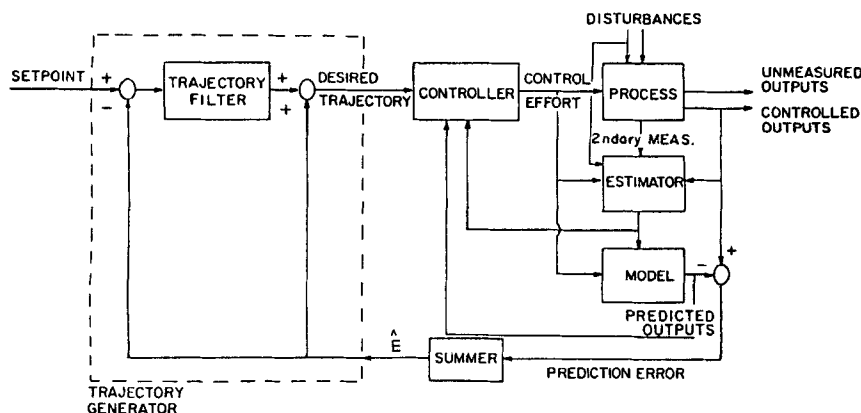 DISTURBANCES
SETPOINT
+
−
TRAJECTORY
FILTER
+
+
DESIRED
TRAJECTORY
CONTROLLER
CONTROL
EFFORT
PROCESS
UNMEASURED
OUTPUTS
CONTROLLED
OUTPUTS
2ndary MEAS.
ESTIMATOR
MODEL
−
+
PREDICTED
OUTPUTS
Ê
SUMMER
PREDICTION ERROR
TRAJECTORY
GENERATOR